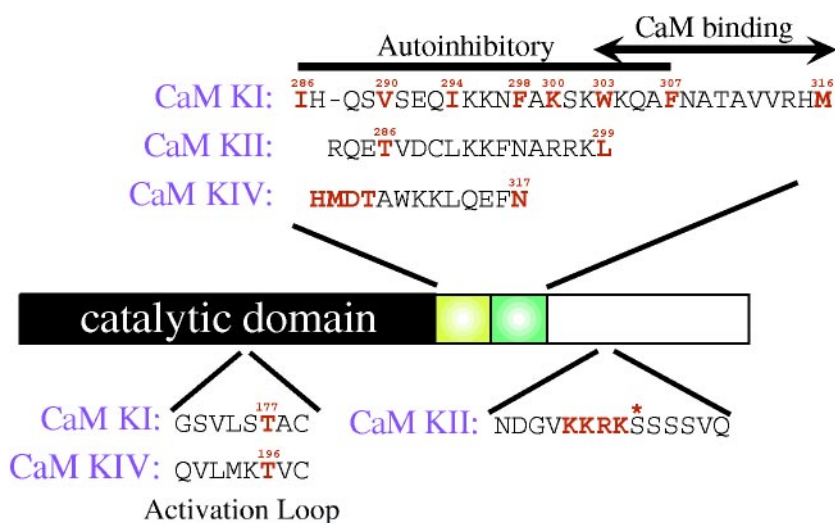 CaM binding
Autoinhibitory
286 290 294 298 300 303 307 316
CaM KI: IH-QSVSEQIKKNFAKSKWKQAFNATAVVRHM
286 299
CaM KII: RQETVDCLKKFNARRKL
317
CaM KIV: HMDTAWKKLQEFN
catalytic domain
177
CaM KI: GSVLSTAC
*
CaM KII: NDGVKKRKSSSSVQ
196
CaM KIV: QVLMKTVC
Activation Loop